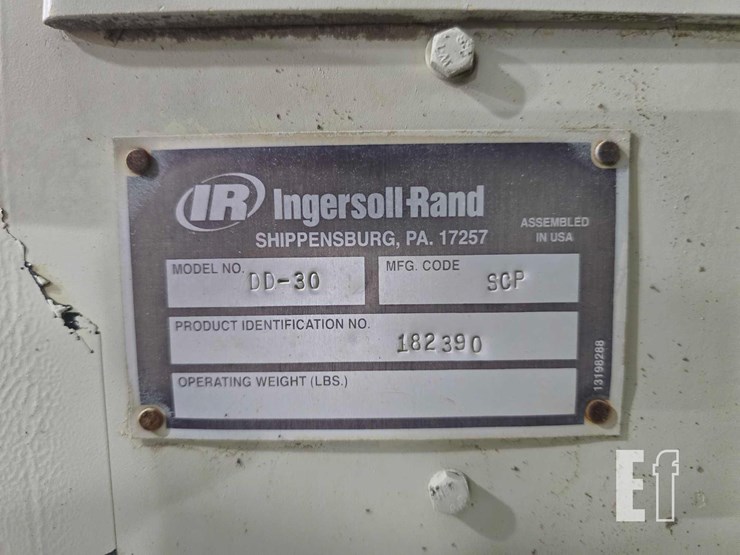 IR Ingersoll-Rand
SHIPPENSBURG, PA. 17257
ASSEMBLED
IN USA
MODEL NO. DD-30
MFG. CODE SCP
PRODUCT IDENTIFICATION NO.
182390
OPERATING WEIGHT (LBS.)
13198288
Ef